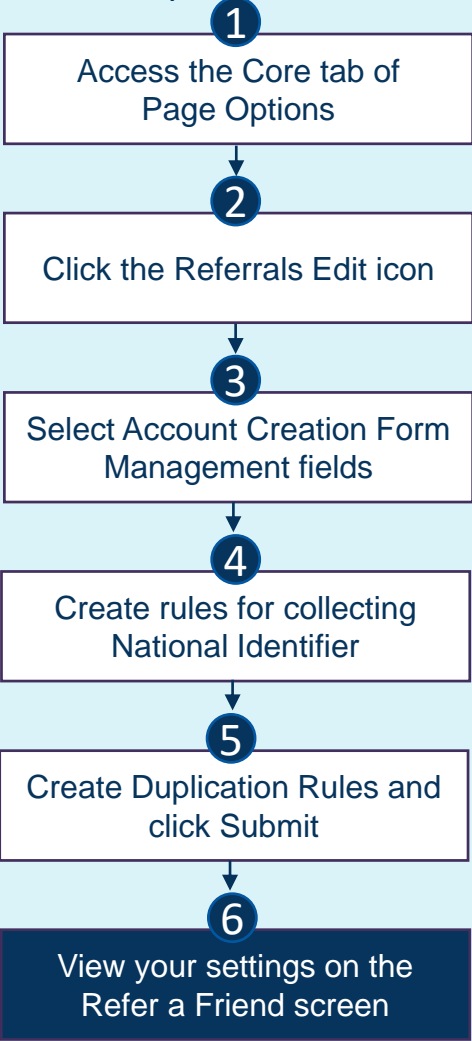 1
Access the Core tab of
Page Options
2
Click the Referrals Edit icon
3
Select Account Creation Form
Management fields
4
Create rules for collecting
National Identifier
5
Create Duplication Rules and
click Submit
6
View your settings on the
Refer a Friend screen